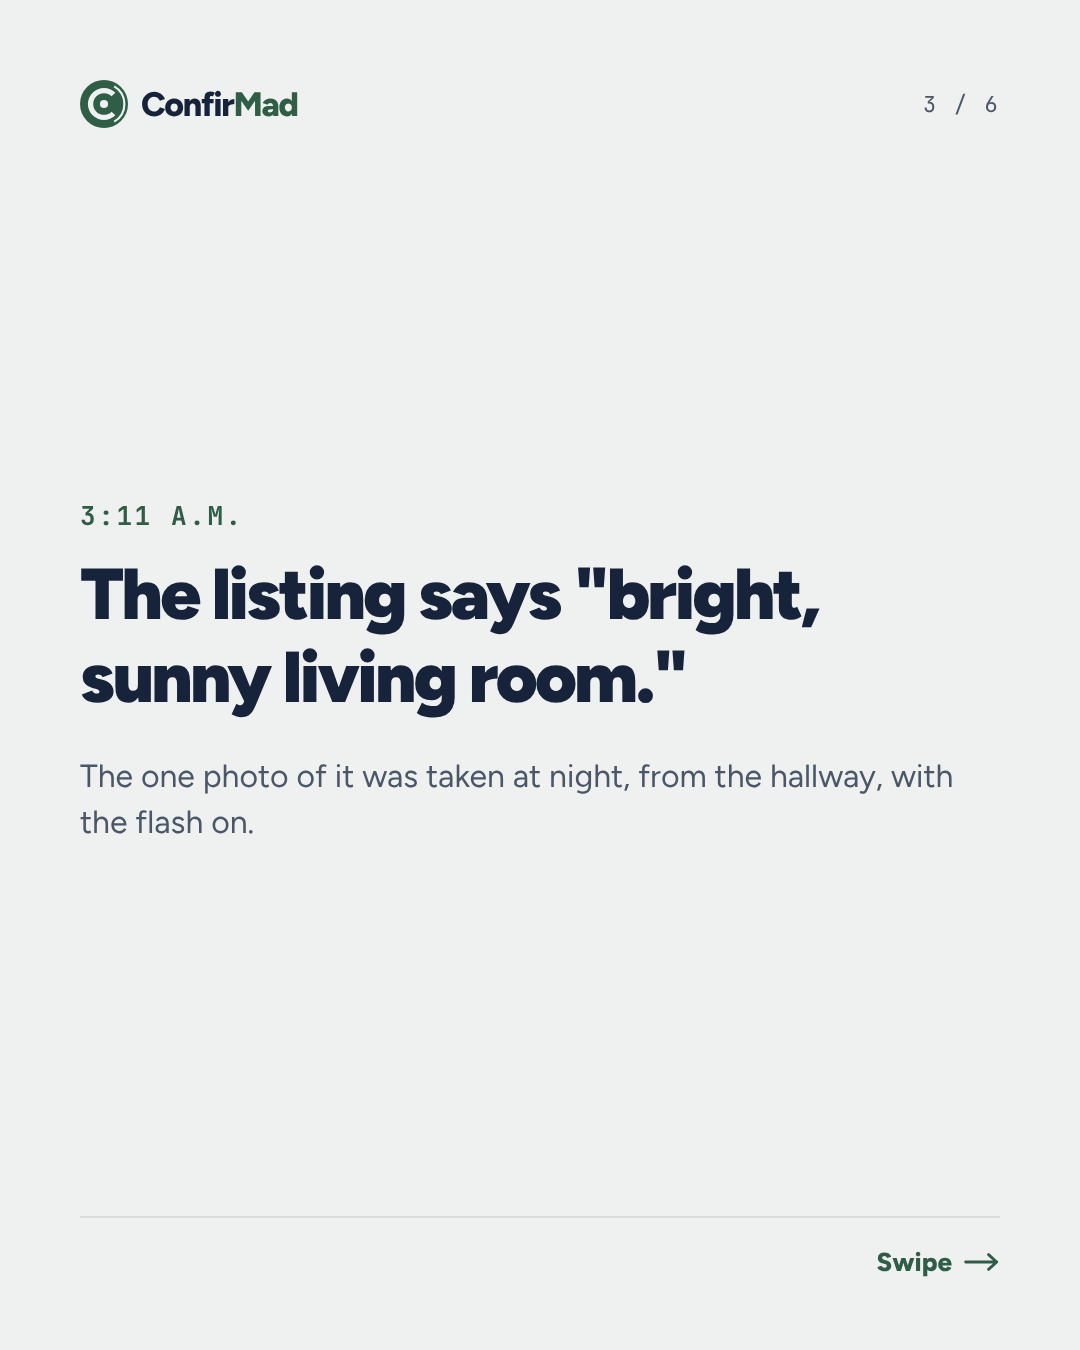 ConfirMad
3 / 6
3:11 A.M.
The listing says "bright,
sunny living room."
The one photo of it was taken at night, from the hallway, with
the flash on.
Swipe →